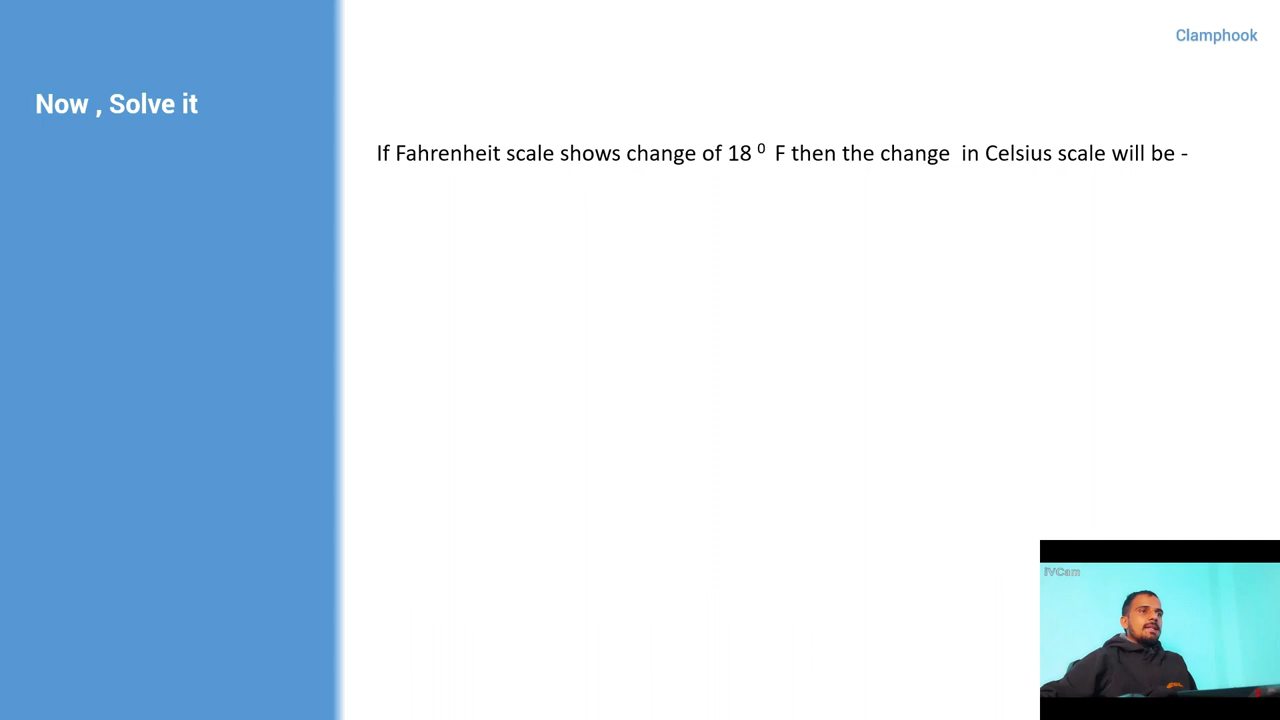 Clamphook
Now , Solve it
If Fahrenheit scale shows change of 18 ⁰ F then the change in Celsius scale will be -
iVCam